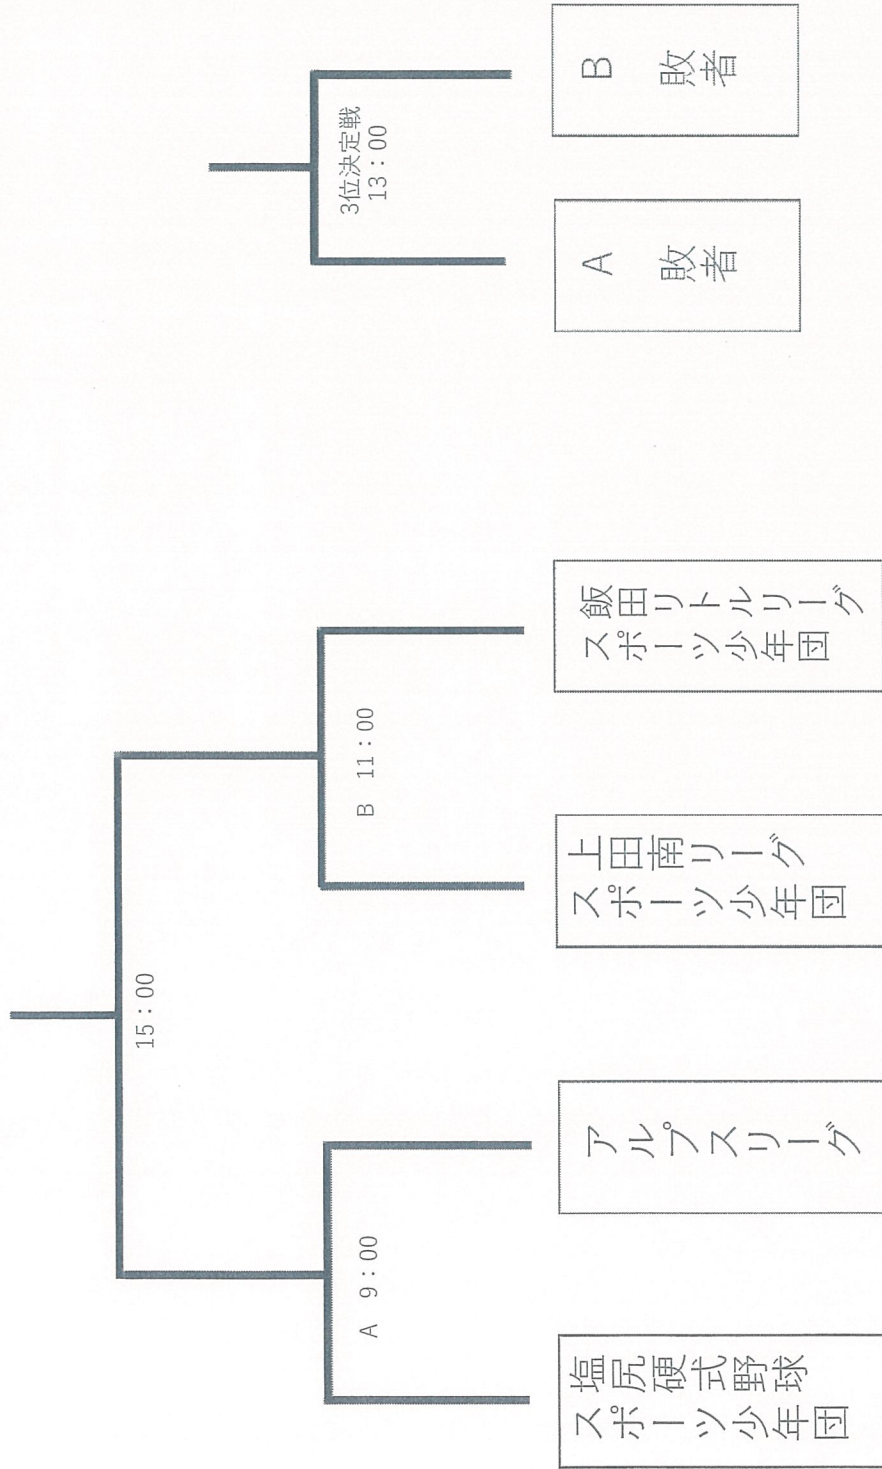 15：00
A 9：00
B 11：00
3位決定戦
13：00
塩尻硬式野球
スポーツ少年団
アルプスリーグ
上田南リーグ
スポーツ少年団
飯田リトルリーグ
スポーツ少年団
A 敗者
B 敗者